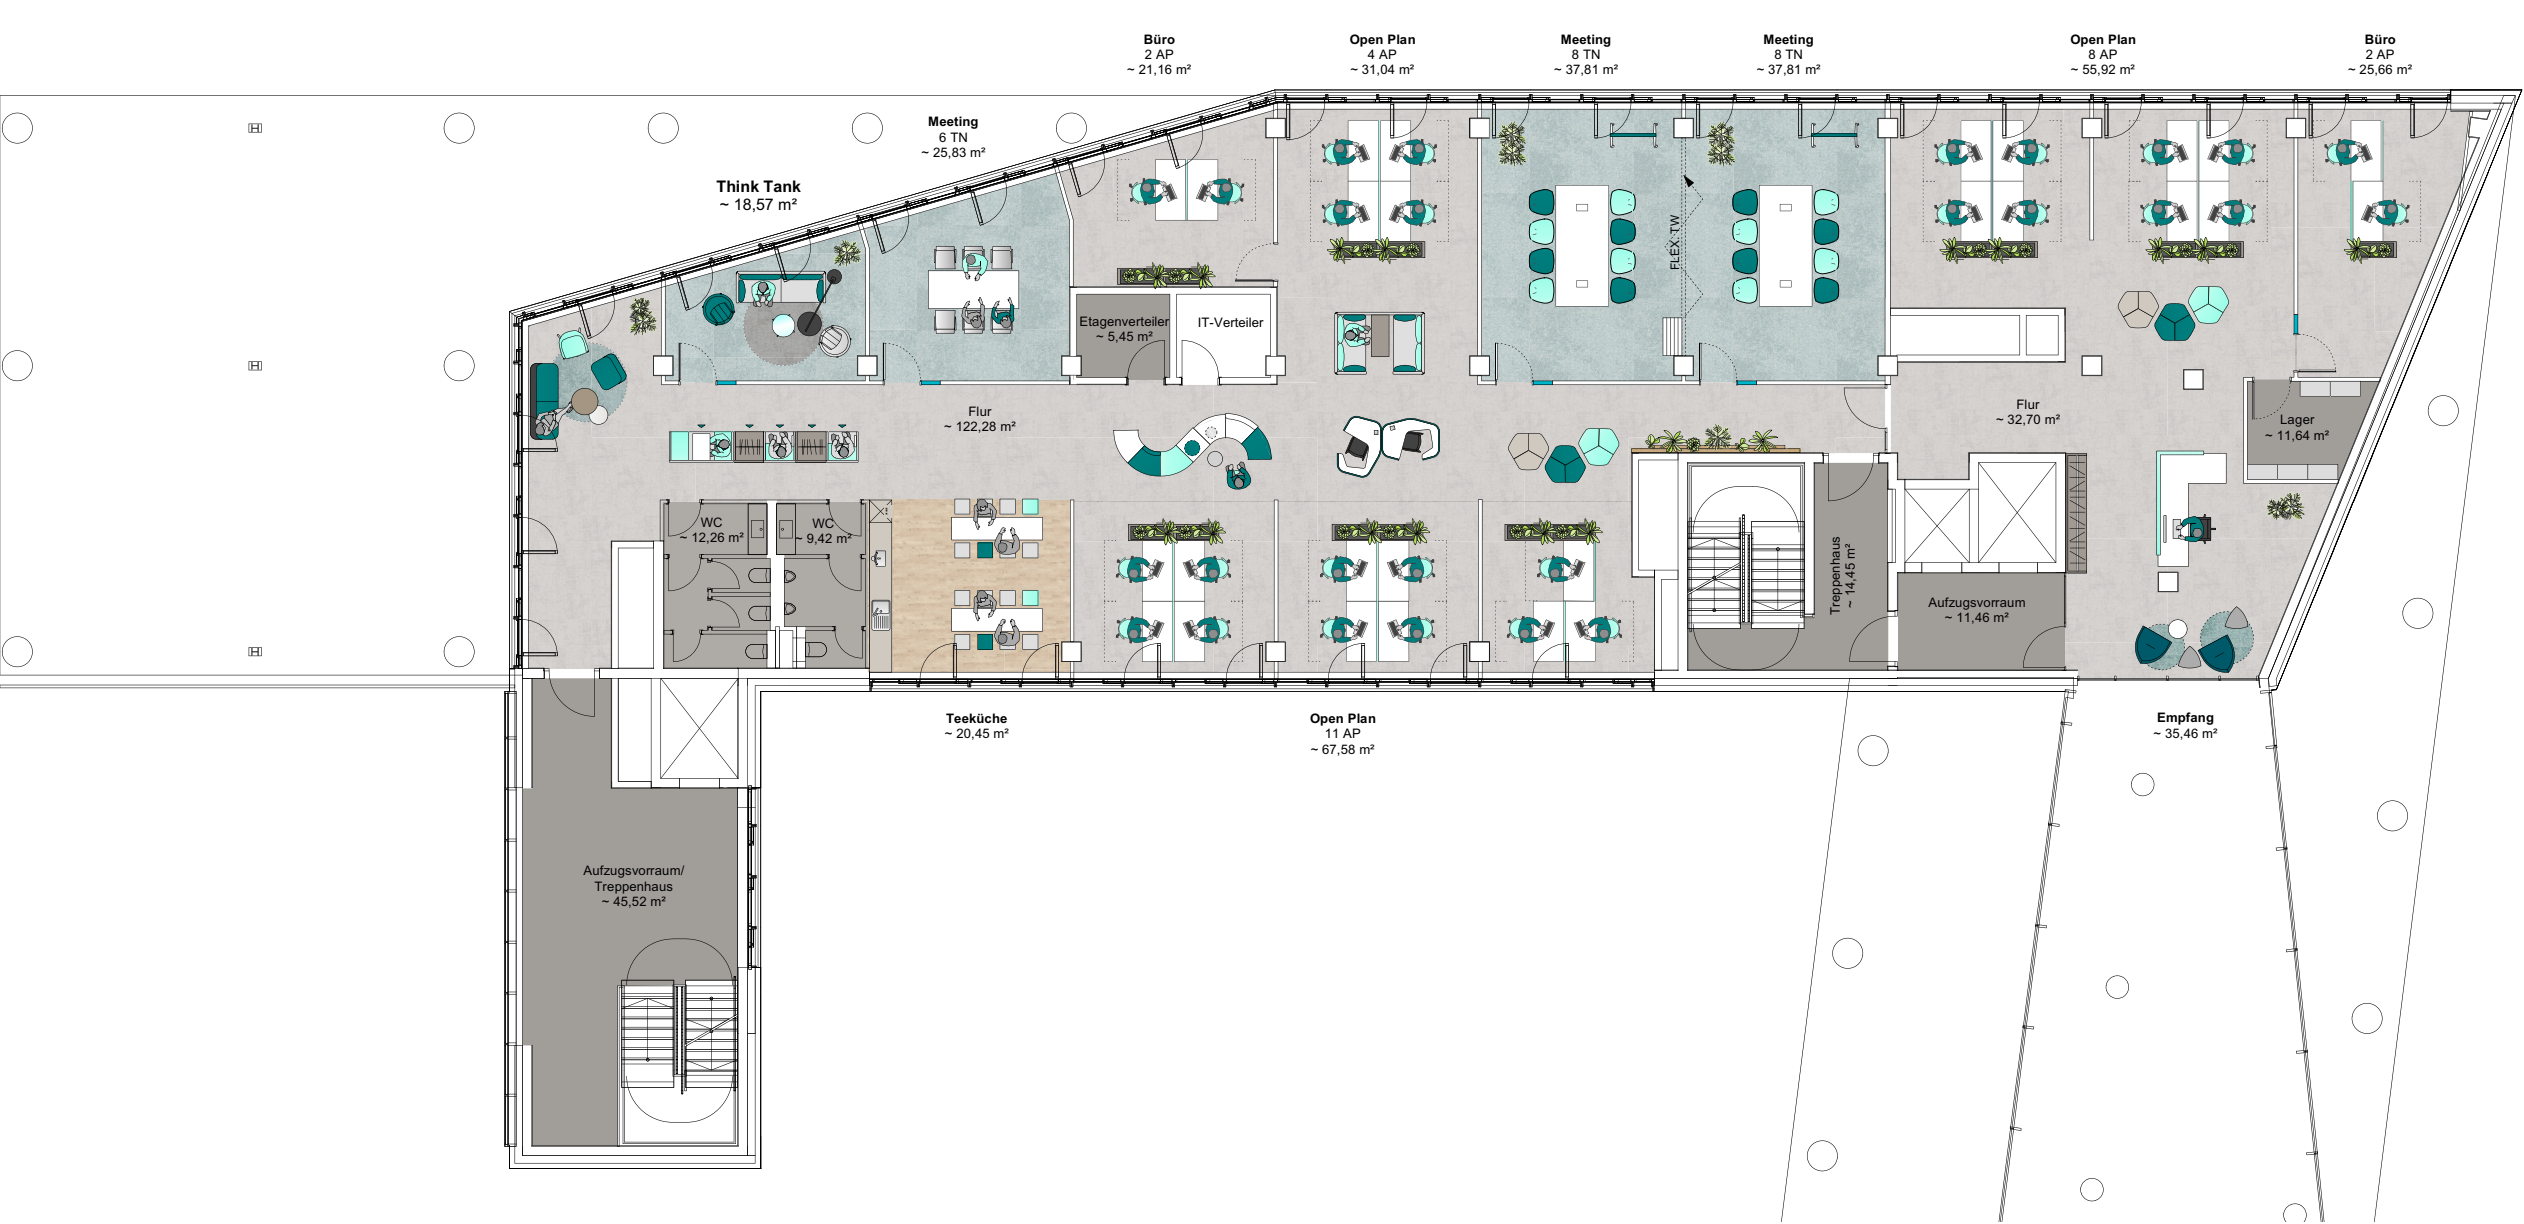 Büro
2 AP
~ 21,16 m²
Open Plan
4 AP
~ 31,04 m²
Meeting
8 TN
~ 37,81 m²
Meeting
8 TN
~ 37,81 m²
Open Plan
8 AP
~ 55,92 m²
Büro
2 AP
~ 25,66 m²
Meeting
6 TN
~ 25,83 m²
Think Tank
~ 18,57 m²
FLEX. TW
Etagenverteiler
~ 5,45 m²
IT-Verteiler
Flur
~ 122,28 m²
Flur
~ 32,70 m²
Lager
~ 11,64 m²
WC
~ 12,26 m²
WC
~ 9,42 m²
Treppenhaus
~ 14,45 m²
Aufzugsvorraum
~ 11,46 m²
Teeküche
~ 20,45 m²
Open Plan
11 AP
~ 67,58 m²
Empfang
~ 35,46 m²
Aufzugsvorraum/
Treppenhaus
~ 45,52 m²